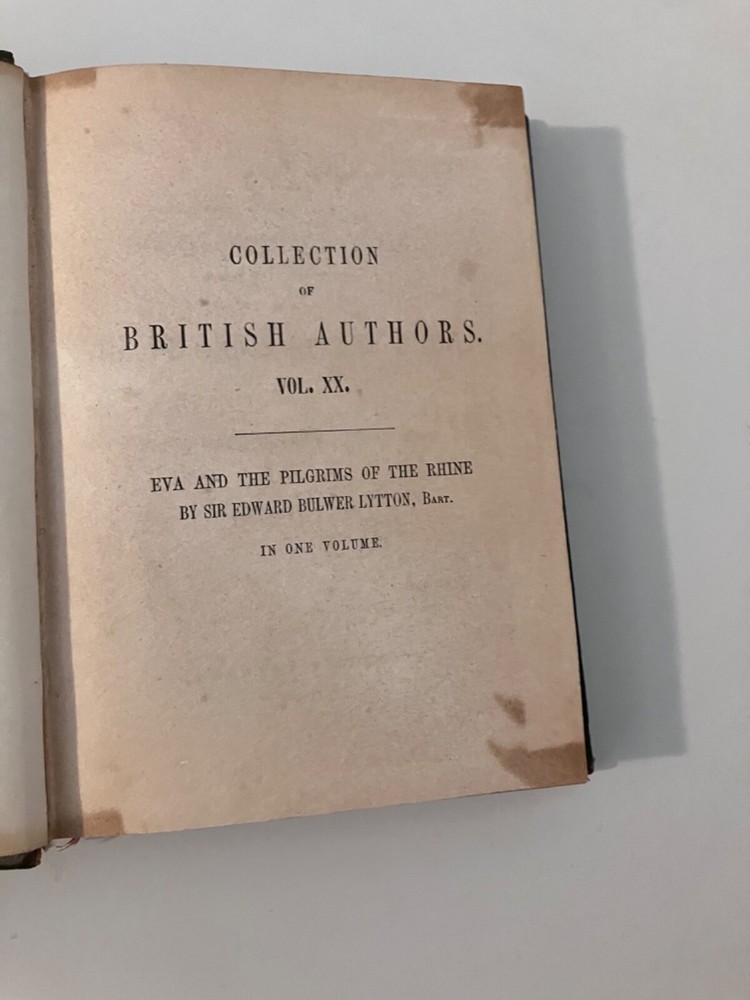 COLLECTION
OF
BRITISH AUTHORS.
VOL. XX.
EVA AND THE PILGRIMS OF THE RHINE
BY SIR EDWARD BULWER LYTTON, BART.
IN ONE VOLUME.